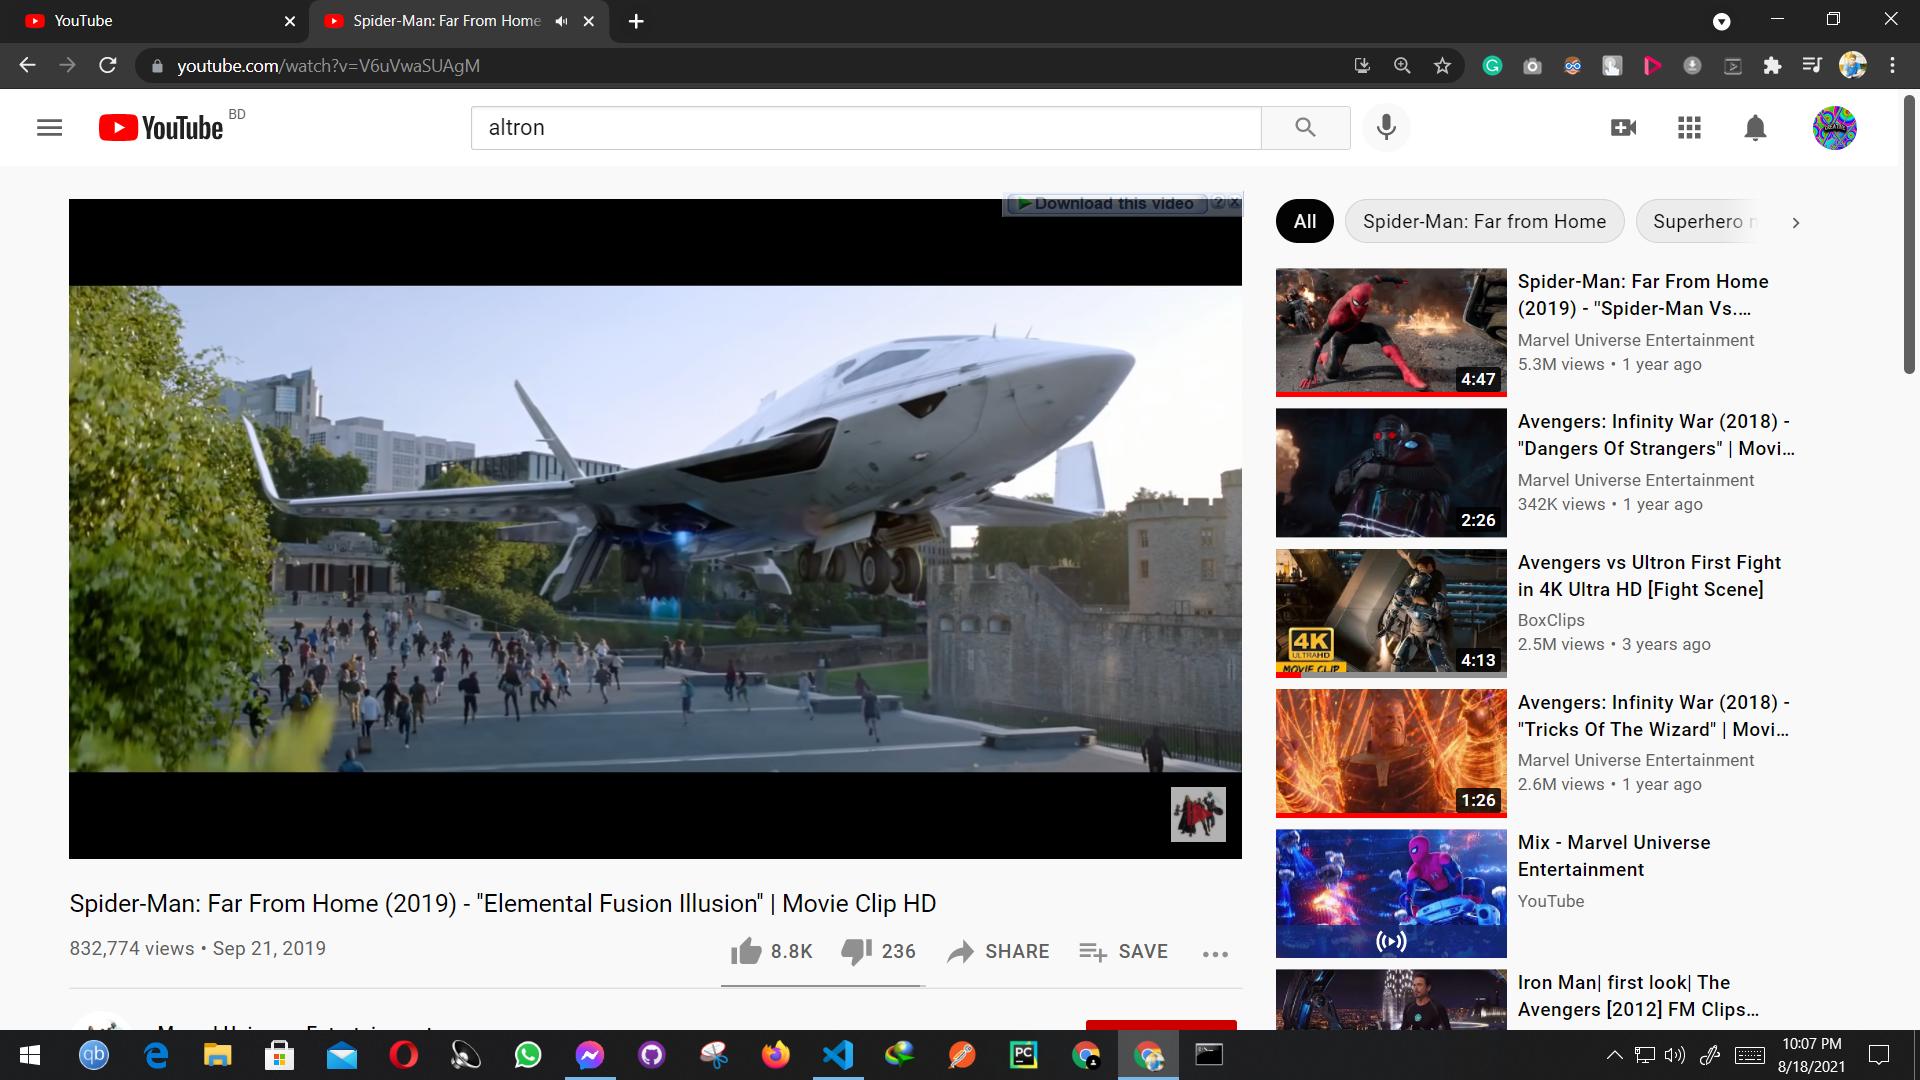 YouTube
Spider-Man: Far From Home
youtube.com/watch?v=V6uVwaSUAgM
YouTube BD
altron
Download this video
All
Spider-Man: Far from Home
Superhero
Spider-Man: Far From Home
(2019) - "Spider-Man Vs....
Marvel Universe Entertainment
5.3M views • 1 year ago
4:47
Avengers: Infinity War (2018) -
"Dangers Of Strangers" | Movi...
Marvel Universe Entertainment
342K views • 1 year ago
2:26
Avengers vs Ultron First Fight
in 4K Ultra HD [Fight Scene]
BoxClips
2.5M views • 3 years ago
4K
ULTRAHD
MOVIE CLIP
4:13
Avengers: Infinity War (2018) -
"Tricks Of The Wizard" | Movi...
Marvel Universe Entertainment
2.6M views • 1 year ago
1:26
Mix - Marvel Universe
Entertainment
YouTube
Iron Man| first look| The
Avengers [2012] FM Clips...
Spider-Man: Far From Home (2019) - "Elemental Fusion Illusion" | Movie Clip HD
832,774 views • Sep 21, 2019
8.8K
236
SHARE
SAVE
Marvel Universe Entertainment
qb
PC
10:07 PM
8/18/2021